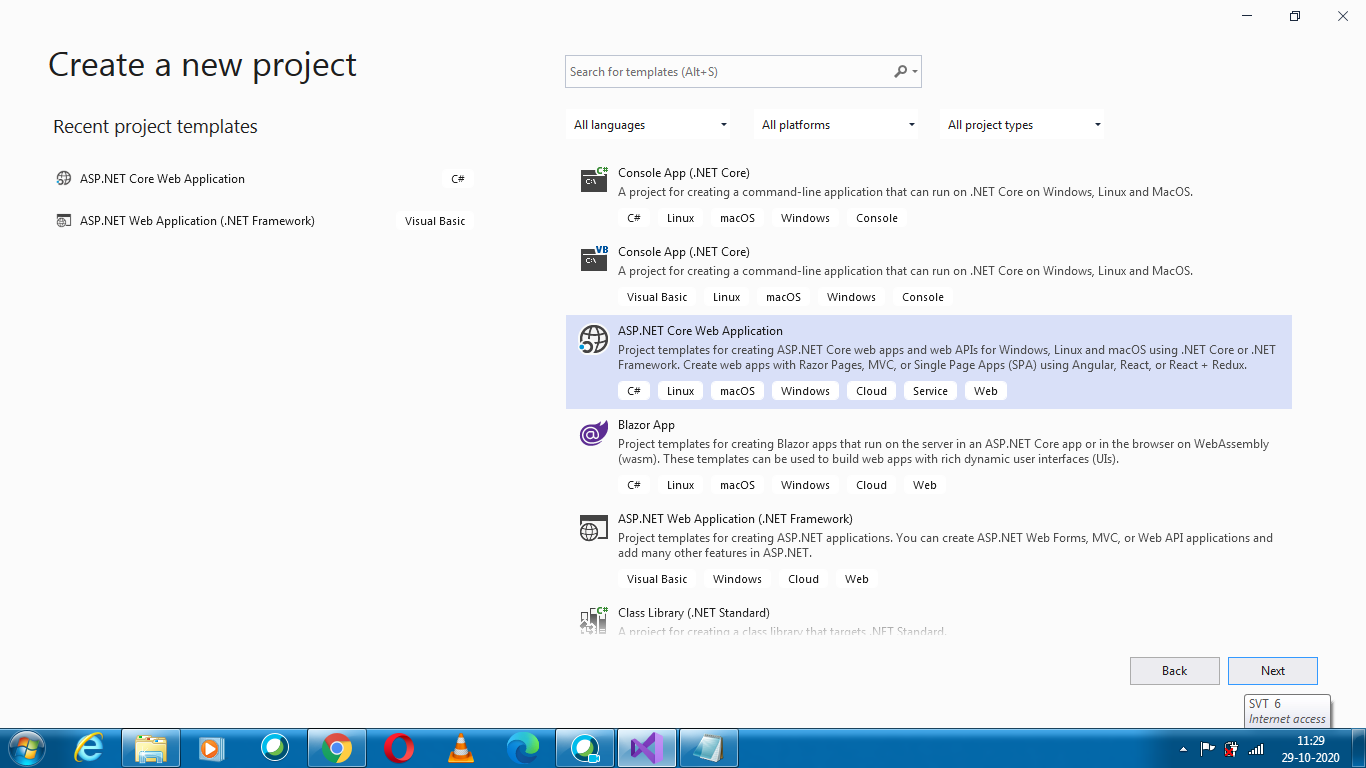 Create a new project
Search for templates (Alt+S)
Recent project templates
All languages
All platforms
All project types
ASP.NET Core Web Application
C#
ASP.NET Web Application (.NET Framework)
Visual Basic
C#
C:\
Console App (.NET Core)
A project for creating a command-line application that can run on .NET Core on Windows, Linux and MacOS.
C# Linux macOS Windows Console
VB
C:\
Console App (.NET Core)
A project for creating a command-line application that can run on .NET Core on Windows, Linux and MacOS.
Visual Basic Linux macOS Windows Console
ASP.NET Core Web Application
Project templates for creating ASP.NET Core web apps and web APIs for Windows, Linux and macOS using .NET Core or .NET
Framework. Create web apps with Razor Pages, MVC, or Single Page Apps (SPA) using Angular, React, or React + Redux.
C# Linux macOS Windows Cloud Service Web
@
Blazor App
Project templates for creating Blazor apps that run on the server in an ASP.NET Core app or in the browser on WebAssembly
(wasm). These templates can be used to build web apps with rich dynamic user interfaces (UIs).
C# Linux macOS Windows Cloud Web
ASP.NET Web Application (.NET Framework)
Project templates for creating ASP.NET applications. You can create ASP.NET Web Forms, MVC, or Web API applications and
add many other features in ASP.NET.
Visual Basic Windows Cloud Web
C#
Class Library (.NET Standard)
A project for creating a class library that targets .NET Standard.
Back
Next
SVT 6
Internet access
11:29
29-10-2020